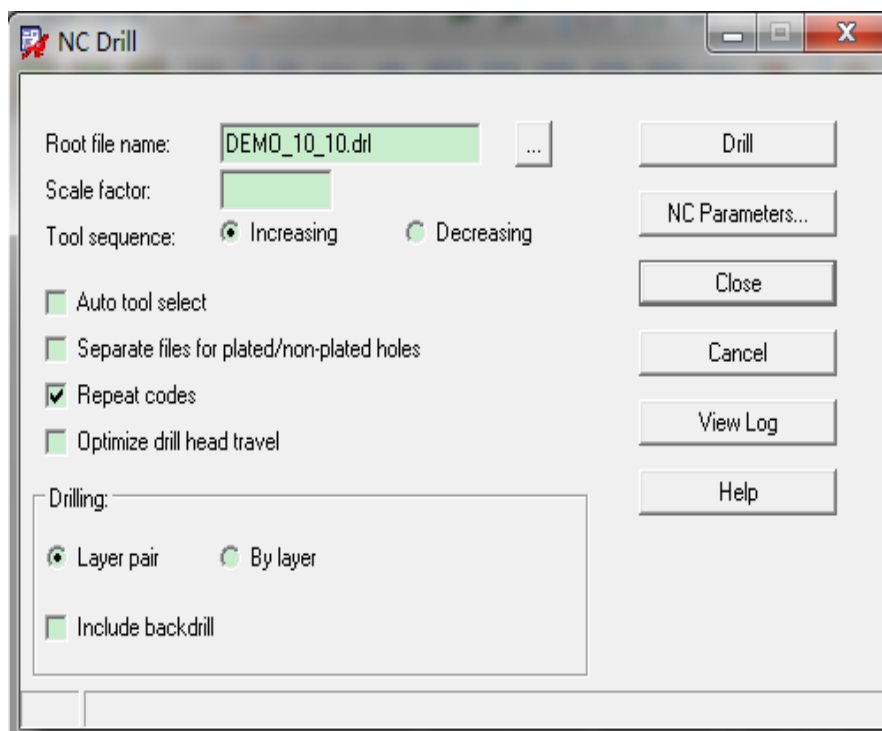 NC Drill
Root file name:
DEMO_10_10.drl
...
Drill
Scale factor:
NC Parameters...
Tool sequence:
Increasing
Decreasing
Close
Auto tool select
Separate files for plated/non-plated holes
Cancel
Repeat codes
View Log
Optimize drill head travel
Help
Drilling:
Layer pair
By layer
Include backdrill